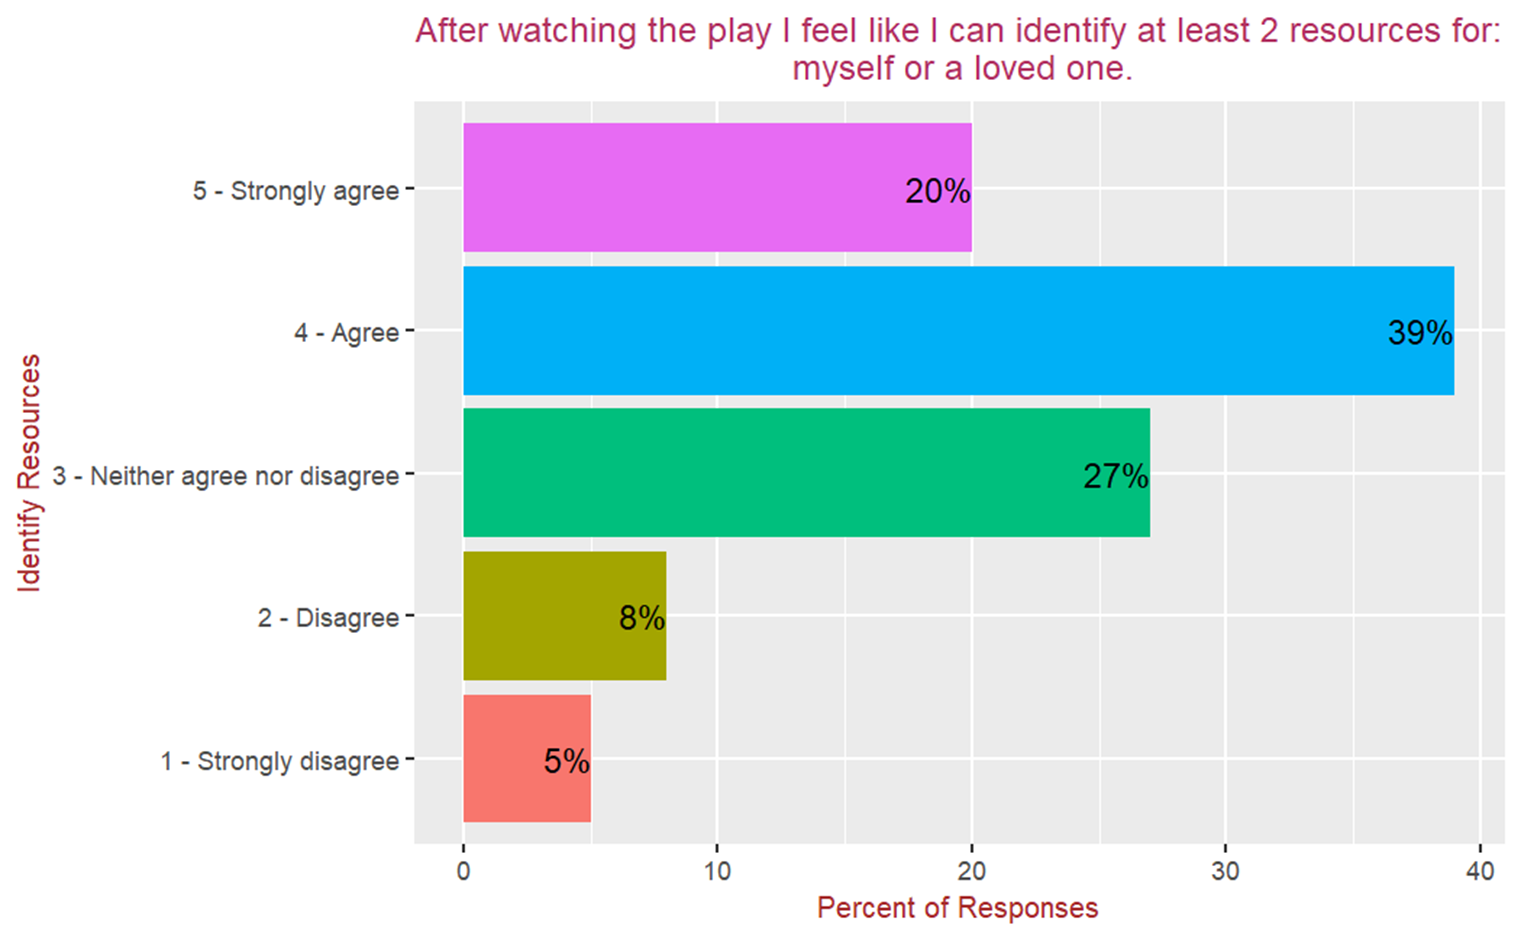 After watching the play I feel like I can identify at least 2 resources for:
myself or a loved one.
Identify Resources
5 - Strongly agree
20%
4 - Agree
39%
3 - Neither agree nor disagree
27%
2 - Disagree
8%
1 - Strongly disagree
5%
0 10 20 30 40
Percent of Responses